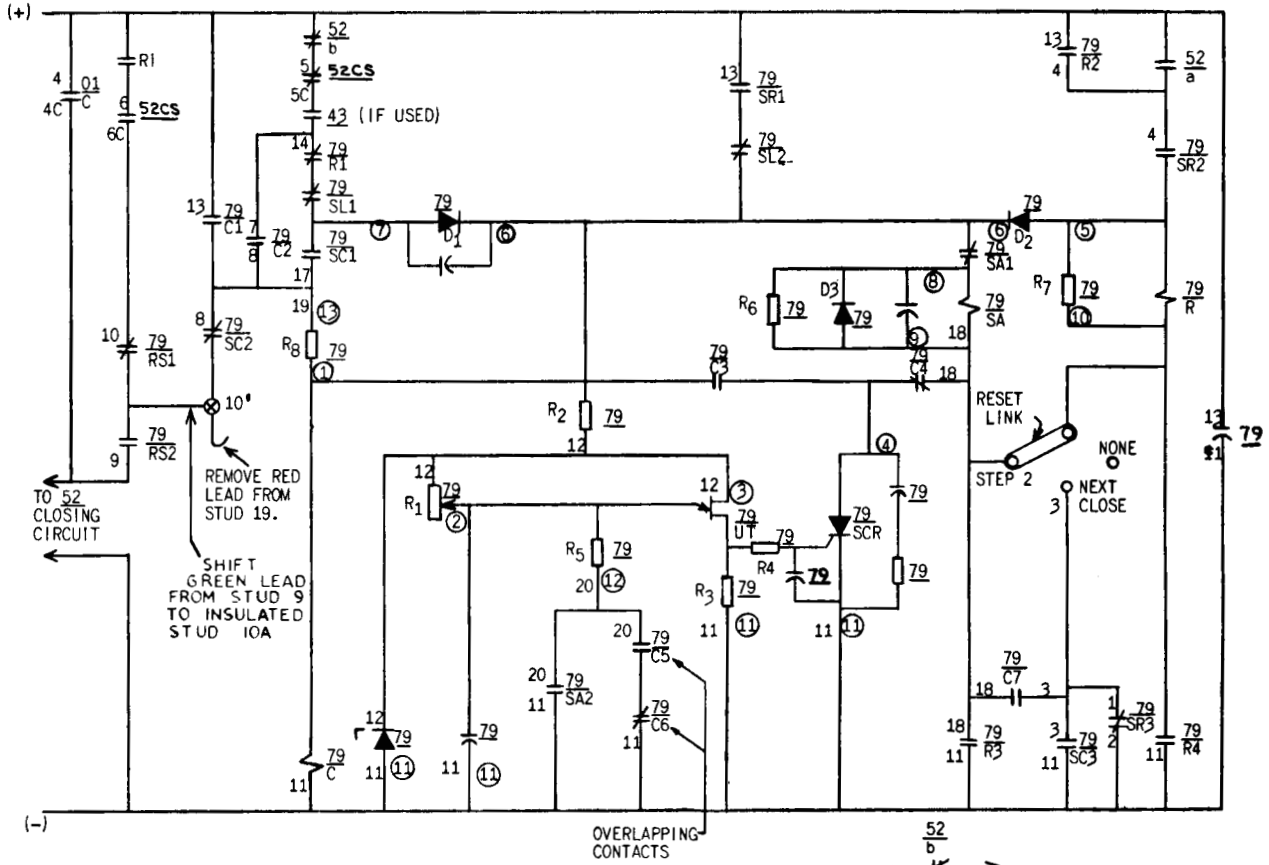 (+)
4
01
C
4C
R1
6
52CS
6C
52
b
5
52CS
5C
43 (IF USED)
14
79
R1
79
SL1
13
79
C1
7
79
C2
8
79
SC1
17
19
13
R8
79
1
8
79
SC2
10
79
RS1
10'
79
RS2
9
TO 52
CLOSING
CIRCUIT
REMOVE RED
LEAD FROM
STUD 19.
SHIFT
GREEN LEAD
FROM STUD 9
TO INSULATED
STUD 10A
7
79
D1
6
13
79
SR1
79
SL2
13
79
R2
4
52
a
4
79
SR2
6
79
D2
5
79
SA1
R6
79
D3
79
8
9
79
SA
18
R7
79
10
79
R
79
C3
79
C4
18
R2
79
12
4
RESET
LINK
STEP 2
NONE
NEXT
CLOSE
3
13
79
11
12
R1
79
2
12
3
79
UT
79
R4
79
79
SCR
79
79
R5
79
20
12
R3
79
11
11
11
11
20
79
C5
20
79
SA2
11
79
C6
11
12
79
11
11
11
79
11
79
C
11
79
C7
18
3
18
79
R3
11
3
79
SC3
11
1
79
SR3
2
79
R4
11
(-)
OVERLAPPING
CONTACTS
52
b